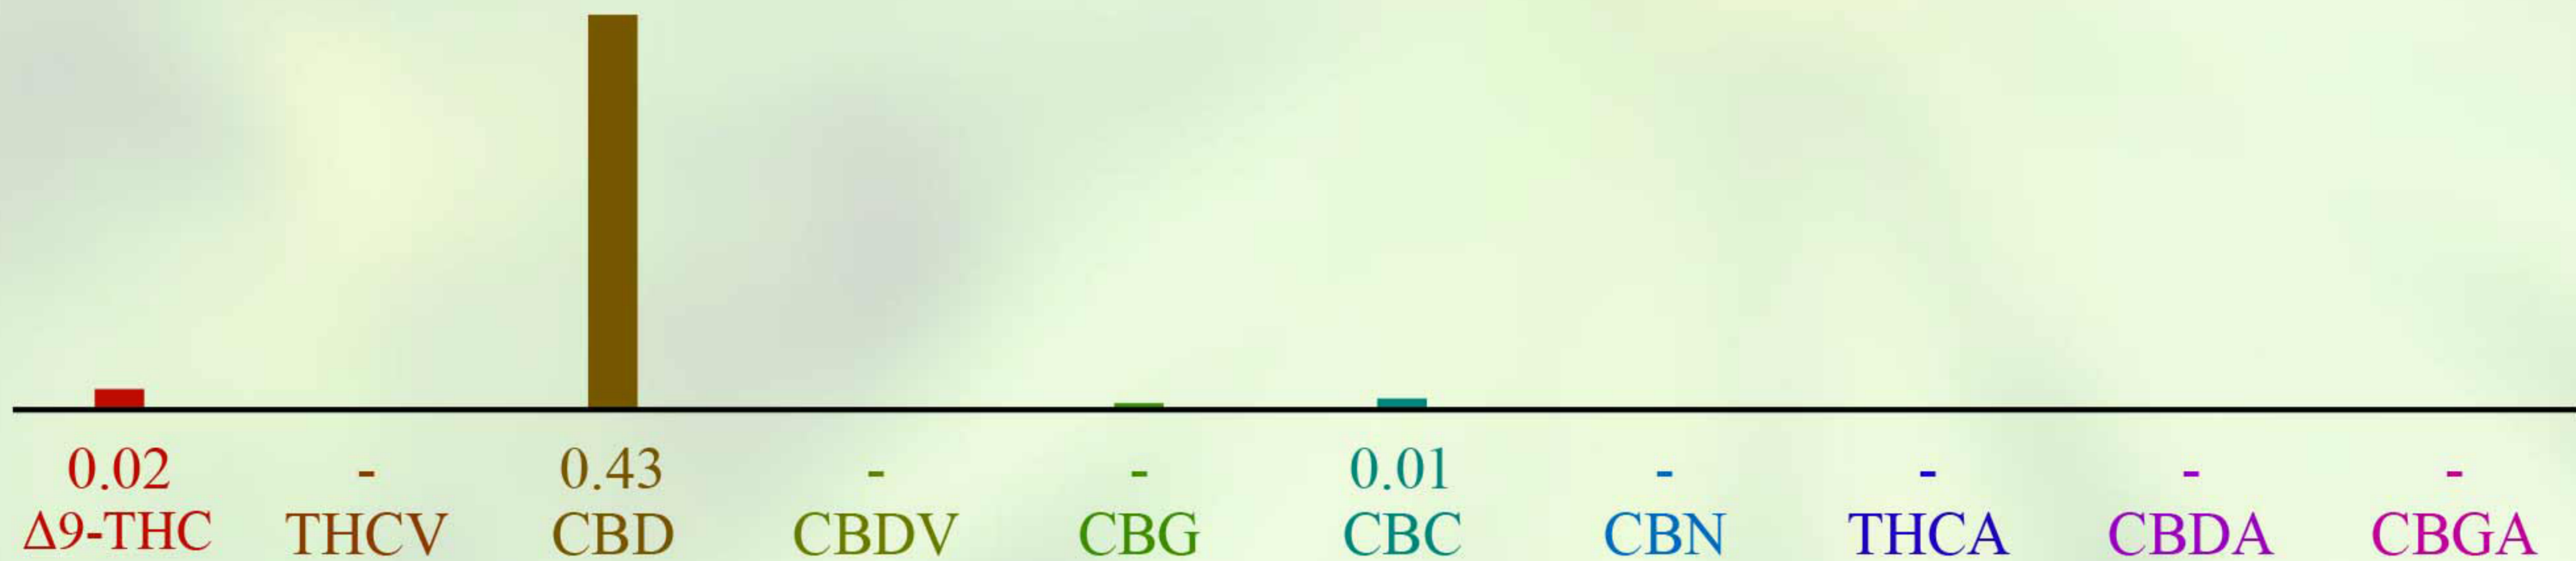 0.02 - 0.43 - - 0.01 - - - -
Δ9-THC THCV CBD CBDV CBG CBC CBN THCA CBDA CBGA